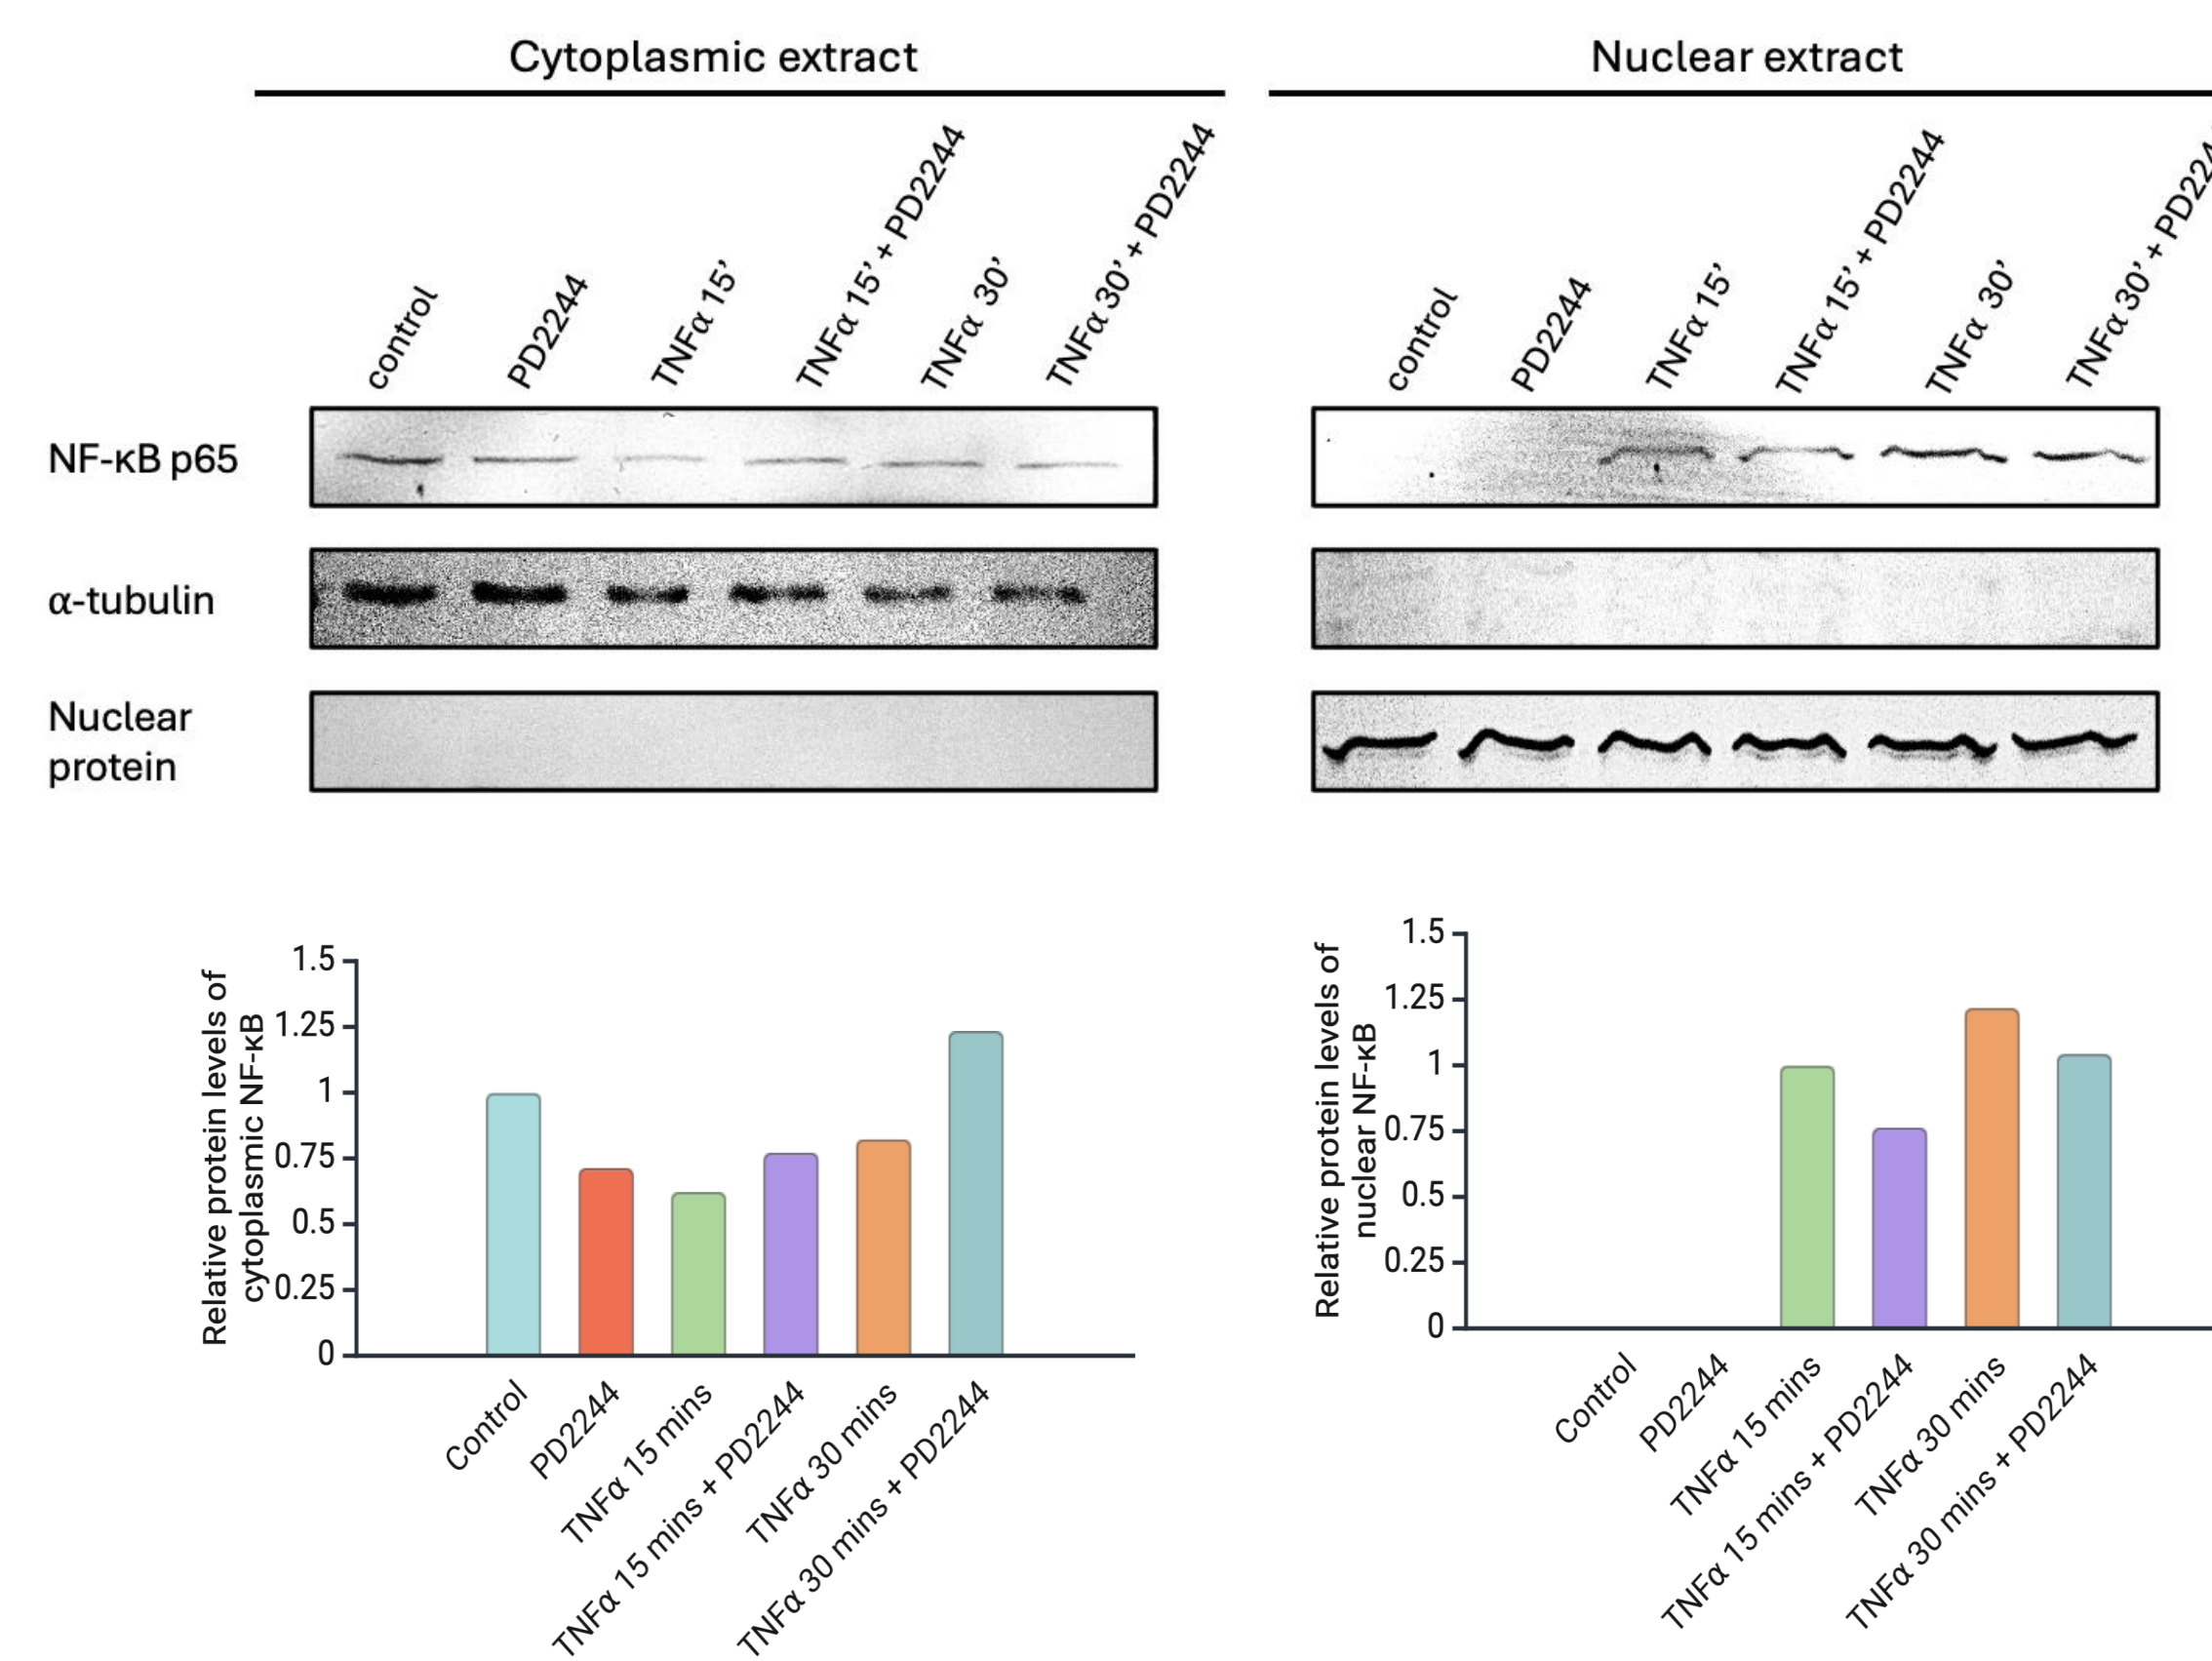 Cytoplasmic extract
Nuclear extract
control
PD2244
TNFα 15’
TNFα 15’ + PD2244
TNFα 30’
TNFα 30’ + PD2244
control
PD2244
TNFα 15’
TNFα 15’ + PD2244
TNFα 30’
TNFα 30’ + PD224
NF-κB p65
α-tubulin
Nuclear
protein
Relative protein levels of
cytoplasmic NF-κB
1.5
1.25
1
0.75
0.5
0.25
0
Control
PD2244
TNFα 15 mins
TNFα 15 mins + PD2244
TNFα 30 mins
TNFα 30 mins + PD2244
Relative protein levels of
nuclear NF-κB
1.5
1.25
1
0.75
0.5
0.25
0
Control
PD2244
TNFα 15 mins
TNFα 15 mins + PD2244
TNFα 30 mins
TNFα 30 mins + PD2244